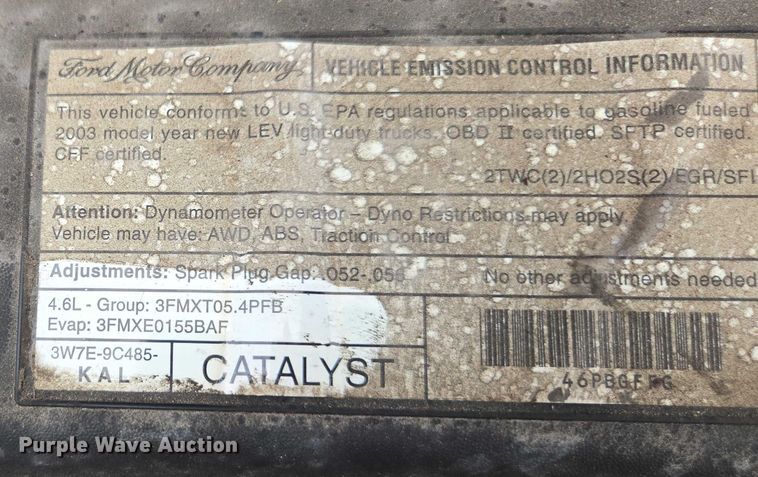 Ford Motor Company
VEHICLE EMISSION CONTROL INFORMATION
This vehicle conforms to U.S. EPA regulations applicable to gasoline fueled
2003 model year new LEV light-duty trucks. OBD II certified. SFTP certified.
CFF certified.
2TWC(2)/2HO2S(2)/EGR/SFI
Attention: Dynamometer Operator – Dyno Restrictions may apply.
Vehicle may have: AWD, ABS, Traction Control
Adjustments: Spark Plug Gap: .052-.056
No other adjustments needed
4.6L - Group: 3FMXT05.4PFB
Evap: 3FMXE0155BAF
3W7E-9C485-
KAL
CATALYST
Purple Wave Auction